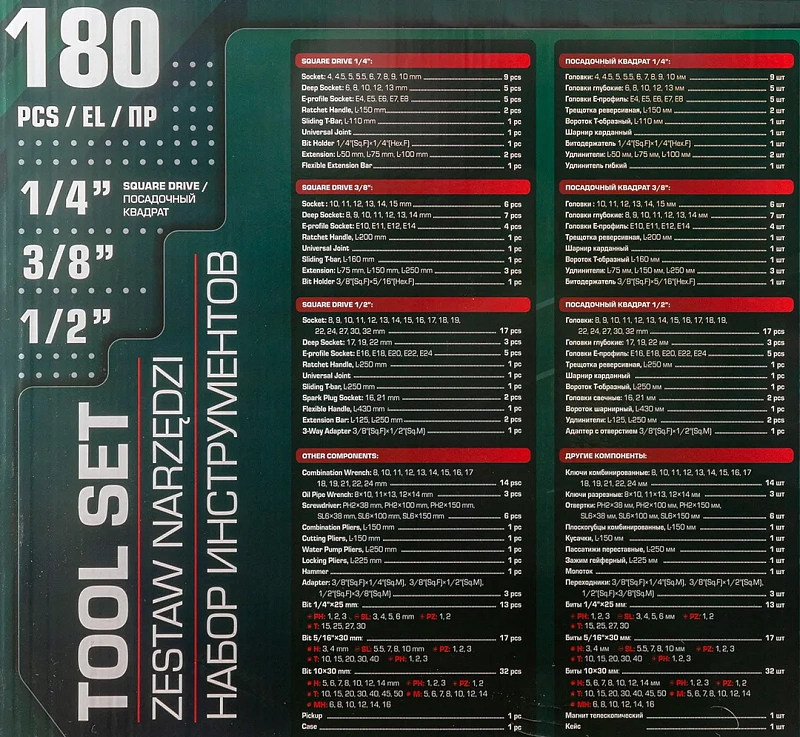 180
PCS / EL / ПР
1/4” SQUARE DRIVE /
ПОСАДОЧНЫЙ
КВАДРАТ
3/8”
1/2”
TOOL SET
ZESTAW NARZĘDZI
НАБОР ИНСТРУМЕНТОВ
SQUARE DRIVE 1/4":
Socket: 4, 4.5, 5, 5.5, 6, 7, 8, 9, 10 mm 9 pcs
Deep Socket: 6, 8, 10, 12, 13 mm 5 pcs
E-profile Socket: E4, E5, E6, E7, E8 5 pcs
Ratchet Handle, L-150 mm 2 pcs
Sliding T-Bar, L-110 mm 1 pc
Universal Joint 1 pc
Bit Holder 1/4"(Sq.F)×1/4"(Hex.F) 1 pc
Extension: L-50 mm, L-75 mm, L-100 mm 2 pcs
Flexible Extension Bar 1 pc
SQUARE DRIVE 3/8":
Socket: 10, 11, 12, 13, 14, 15 mm 6 pcs
Deep Socket: 8, 9, 10, 11, 12, 13, 14 mm 7 pcs
E-profile Socket: E10, E11, E12, E14 4 pcs
Ratchet Handle, L-200 mm 1 pc
Universal Joint 1 pc
Sliding T-bar, L-160 mm 1 pc
Extension: L-75 mm, L-150 mm, L-250 mm 3 pcs
Bit Holder 3/8"(Sq.F)×5/16"(Hex.F) 1 pc
SQUARE DRIVE 1/2":
Socket: 8, 9, 10, 11, 12, 13, 14, 15, 16, 17, 18, 19,
22, 24, 27, 30, 32 mm 17 pcs
Deep Socket: 17, 19, 22 mm 3 pcs
E-profile Socket: E16, E18, E20, E22, E24 5 pcs
Ratchet Handle, L-250 mm 1 pc
Universal Joint 1 pc
Sliding T-bar, L-250 mm 1 pc
Spark Plug Socket: 16, 21 mm 2 pcs
Flexible Handle, L-430 mm 1 pc
Extension Bar: L-125, L-250 mm 2 pcs
3-Way Adapter 3/8"(Sq.F)×1/2"(Sq.M) 1 pc
OTHER COMPONENTS:
Combination Wrench: 8, 10, 11, 12, 13, 14, 15, 16, 17
18, 19, 21, 22, 24 mm 14 psc
Oil Pipe Wrench: 8×10, 11×13, 12×14 mm 3 pcs
Screwdriver: PH2×38 mm, PH2×100 mm, PH2×150 mm,
SL6×38 mm, SL6×100 mm, SL6×150 mm 6 pcs
Combination Pliers, L-150 mm 1 pc
Cutting Pliers, L-150 mm 1 pc
Water Pump Pliers, L-250 mm 1 pc
Locking Pliers, L-225 mm 1 pc
Hammer 1 pc
Adapter: 3/8"(Sq.F)×1/4"(Sq.M), 3/8"(Sq.F)×1/2"(Sq.M),
1/2"(Sq.F)×3/8"(Sq.M) 3 pcs
Bit 1/4"×25 mm: 13 pcs
PH: 1, 2, 3 SL: 3, 4, 5, 6 mm PZ: 1, 2
T: 15, 25, 27, 30
Bit 5/16"×30 mm: 17 pcs
H: 3, 4 mm SL: 5.5, 7, 8, 10 mm PZ: 1, 2, 3
T: 10, 15, 20, 30, 40 PH: 1, 2, 3
Bit 10×30 mm: 32 pcs
H: 5, 6, 7, 8, 10, 12, 14 mm PH: 1, 2, 3 PZ: 1, 2
T: 10, 15, 20, 30, 40, 45, 50 M: 5, 6, 7, 8, 10, 12, 14
MH: 6, 8, 10, 12, 14, 16
Pickup 1 pc
Case 1 pc
ПОСАДОЧНЫЙ КВАДРАТ 1/4":
Головки: 4, 4.5, 5, 5.5, 6, 7, 8, 9, 10 мм 9 шт
Головки глубокие: 6, 8, 10, 12, 13 мм 5 шт
Головки Е-профиль: E4, E5, E6, E7, E8 5 шт
Трещотка реверсивная, L-150 мм 2 шт
Вороток Т-образный, L-110 мм 1 шт
Шарнир карданный 1 шт
Битодержатель 1/4"(Sq.F)×1/4"(Hex.F) 1 шт
Удлинители: L-50 мм, L-75 мм, L-100 мм 2 шт
Удлинитель гибкий 1 шт
ПОСАДОЧНЫЙ КВАДРАТ 3/8":
Головки: 10, 11, 12, 13, 14, 15 мм 6 шт
Головки глубокие: 8, 9, 10, 11, 12, 13, 14 мм 7 шт
Головки Е-профиль: E10, E11, E12, E14 4 шт
Трещотка реверсивная, L-200 мм 1 шт
Шарнир карданный 1 шт
Вороток Т-образный L-160 мм 1 шт
Удлинители: L-75 мм, L-150 мм, L-250 мм 3 шт
Битодержатель 3/8"(Sq.F)×5/16"(Hex.F) 1 шт
ПОСАДОЧНЫЙ КВАДРАТ 1/2":
Головки: 8, 9, 10, 11, 12, 13, 14, 15, 16, 17, 18, 19,
22, 24, 27, 30, 32 мм 17 pcs
Головки глубокие: 17, 19, 22 мм 3 pcs
Головки Е-профиль: E16, E18, E20, E22, E24 5 pcs
Трещотка реверсивная, L-250 мм 1 pc
Шарнир карданный 1 pc
Вороток Т-образный, L-250 мм 1 pc
Головки свечные: 16, 21 мм 2 pcs
Вороток шарнирный, L-430 мм 1 pc
Удлинители: L-125, L-250 мм 2 pcs
Адаптер с отверстием 3/8"(Sq.F)×1/2"(Sq.M) 1 pc
ДРУГИЕ КОМПОНЕНТЫ:
Ключи комбинированные: 8, 10, 11, 12, 13, 14, 15, 16, 17
18, 19, 21, 22, 24 мм 14 шт
Ключи разрезные: 8×10, 11×13, 12×14 мм 3 шт
Отвертки: PH2×38 мм, PH2×100 мм, PH2×150 мм,
SL6×38 мм, SL6×100 мм, SL6×150 мм 6 шт
Плоскогубцы комбинированные, L-150 мм 1 шт
Кусачки, L-150 мм 1 шт
Пассатижи переставные, L-250 мм 1 шт
Зажим гейферный, L-225 мм 1 шт
Молоток 1 шт
Переходники: 3/8"(Sq.F)×1/4"(Sq.M), 3/8"(Sq.F)×1/2"(Sq.M),
1/2"(Sq.F)×3/8"(Sq.M) 3 шт
Биты 1/4"×25 мм: 13 шт
PH: 1, 2, 3 SL: 3, 4, 5, 6 мм PZ: 1, 2
T: 15, 25, 27, 30
Биты 5/16"×30 мм: 17 шт
H: 3, 4 мм SL: 5.5, 7, 8, 10 мм PZ: 1, 2, 3
T: 10, 15, 20, 30, 40 PH: 1, 2, 3
Биты 10×30 мм: 32 шт
H: 5, 6, 7, 8, 10, 12, 14 мм PH: 1, 2, 3 PZ: 1, 2
T: 10, 15, 20, 30, 40, 45, 50 M: 5, 6, 7, 8, 10, 12, 14
MH: 6, 8, 10, 12, 14, 16
Магнит телескопический 1 шт
Кейс 1 шт